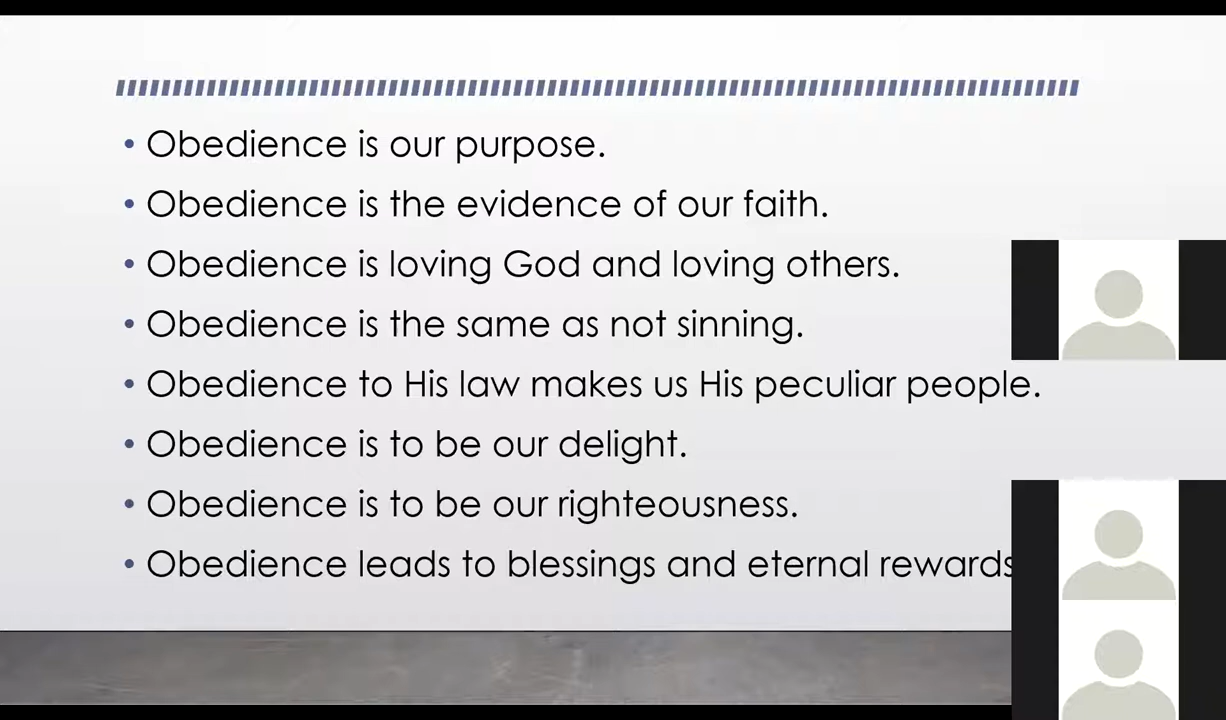 • Obedience is our purpose.
• Obedience is the evidence of our faith.
• Obedience is loving God and loving others.
• Obedience is the same as not sinning.
• Obedience to His law makes us His peculiar people.
• Obedience is to be our delight.
• Obedience is to be our righteousness.
• Obedience leads to blessings and eternal rewards